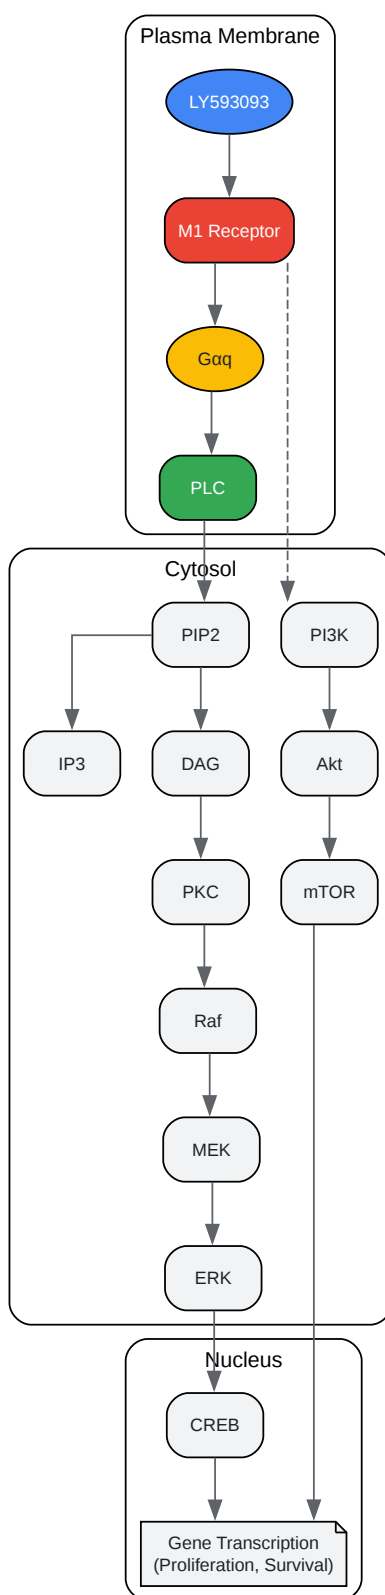 Plasma Membrane
LY593093
M1 Receptor
Gαq
PLC
Cytosol
PIP2
PI3K
IP3
DAG
Akt
PKC
mTOR
Raf
MEK
ERK
Nucleus
CREB
Gene Transcription
(Proliferation, Survival)